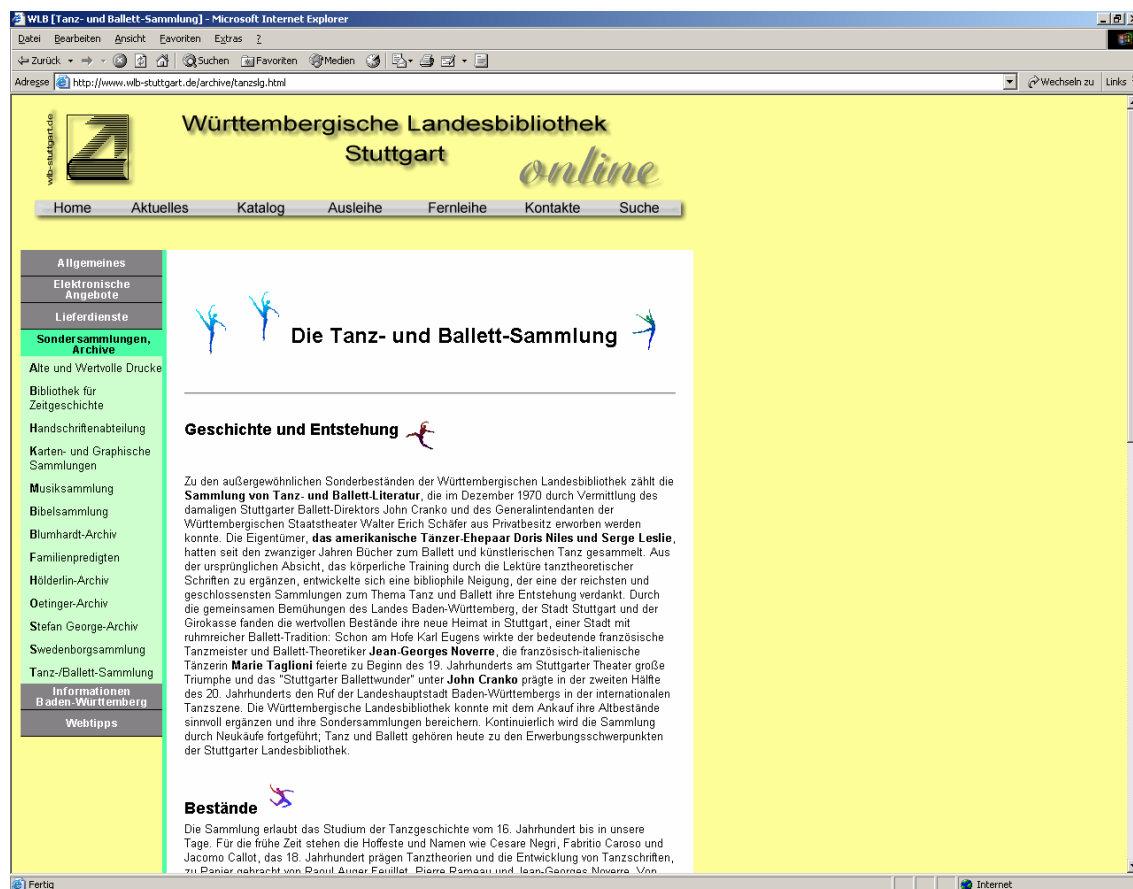 WLB [Tanz- und Ballett-Sammlung] - Microsoft Internet Explorer
Datei Bearbeiten Ansicht Favoriten Extras ?
Zurück Suchen Favoriten Medien
Adresse http://www.wlb-stuttgart.de/archive/tanzslg.html Wechseln zu Links
wlb-stuttgart.de
Württembergische Landesbibliothek
Stuttgart
online
Home Aktuelles Katalog Ausleihe Fernleihe Kontakte Suche
Allgemeines
Elektronische
Angebote
Lieferdienste
Sondersammlungen,
Archive
Alte und Wertvolle Drucke
Bibliothek für
Zeitgeschichte
Handschriftenabteilung
Karten- und Graphische
Sammlungen
Musiksammlung
Bibelsammlung
Blumhardt-Archiv
Familienpredigten
Hölderlin-Archiv
Oetinger-Archiv
Stefan George-Archiv
Swedenborgsammlung
Tanz-/Ballett-Sammlung
Informationen
Baden-Württemberg
Webtipps
Die Tanz- und Ballett-Sammlung
Geschichte und Entstehung
Zu den außergewöhnlichen Sonderbeständen der Württembergischen Landesbibliothek zählt die
Sammlung von Tanz- und Ballett-Literatur, die im Dezember 1970 durch Vermittlung des
damaligen Stuttgarter Ballett-Direktors John Cranko und des Generalintendanten der
Württembergischen Staatstheater Walter Erich Schäfer aus Privatbesitz erworben werden
konnte. Die Eigentümer, das amerikanische Tänzer-Ehepaar Doris Niles und Serge Leslie,
hatten seit den zwanziger Jahren Bücher zum Ballett und künstlerischen Tanz gesammelt. Aus
der ursprünglichen Absicht, das körperliche Training durch die Lektüre tanztheoretischer
Schriften zu ergänzen, entwickelte sich eine bibliophile Neigung, der eine der reichsten und
geschlossensten Sammlungen zum Thema Tanz und Ballett ihre Entstehung verdankt. Durch
die gemeinsamen Bemühungen des Landes Baden-Württemberg, der Stadt Stuttgart und der
Girokasse fanden die wertvollen Bestände ihre neue Heimat in Stuttgart, einer Stadt mit
ruhmreicher Ballett-Tradition: Schon am Hofe Karl Eugens wirkte der bedeutende französische
Tanzmeister und Ballett-Theoretiker Jean-Georges Noverre, die französisch-italienische
Tänzerin Marie Taglioni feierte zu Beginn des 19. Jahrhunderts am Stuttgarter Theater große
Triumphe und das "Stuttgarter Ballettwunder" unter John Cranko prägte in der zweiten Hälfte
des 20. Jahrhunderts den Ruf der Landeshauptstadt Baden-Württembergs in der internationalen
Tanzszene. Die Württembergische Landesbibliothek konnte mit dem Ankauf ihre Altbestände
sinnvoll ergänzen und ihre Sondersammlungen bereichern. Kontinuierlich wird die Sammlung
durch Neukäufe fortgeführt; Tanz und Ballett gehören heute zu den Erwerbungsschwerpunkten
der Stuttgarter Landesbibliothek.
Bestände
Die Sammlung erlaubt das Studium der Tanzgeschichte vom 16. Jahrhundert bis in unsere
Tage. Für die frühe Zeit stehen die Hoffeste und Namen wie Cesare Negri, Fabritio Caroso und
Jacomo Callot, das 18. Jahrhundert prägen Tanztheorien und die Entwicklung von Tanzschriften,
zu Papier gebracht von Raoul Auger Feuillet, Pierre Rameau und Jean-Georges Noverre. Von
Fertig Internet